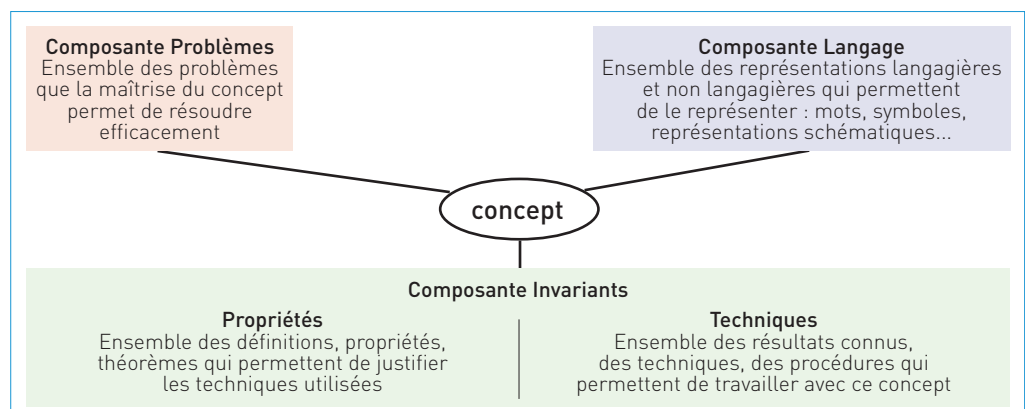 Composante Problèmes
Ensemble des problèmes
que la maîtrise du concept
permet de résoudre
efficacement
Composante Langage
Ensemble des représentations langagières
et non langagières qui permettent
de le représenter : mots, symboles,
représentations schématiques...
concept
Composante Invariants
Propriétés
Ensemble des définitions, propriétés,
théorèmes qui permettent de justifier
les techniques utilisées
Techniques
Ensemble des résultats connus,
des techniques, des procédures qui
permettent de travailler avec ce concept